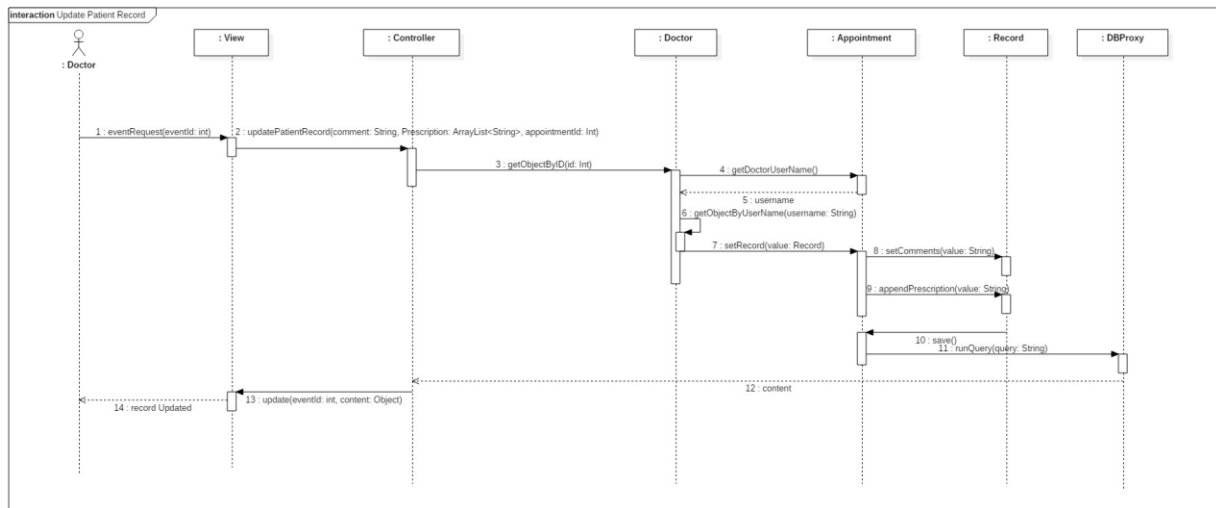 interaction Update Patient Record
: Doctor
: View
: Controller
: Doctor
: Appointment
: Record
: DBProxy
1 : eventRequest(eventId: int)
2 : updatePatientRecord(comment: String, Prescription: ArrayList<String>, appointmentId: Int)
3 : getObjectByID(id: Int)
4 : getDoctorUserName()
5 : username
6 : getObjectByUserName(username: String)
7 : setRecord(value: Record)
8 : setComments(value: String)
9 : appendPrescription(value: String)
10 : save()
11 : runQuery(query: String)
12 : content
13 : update(eventId: int, content: Object)
14 : record Updated